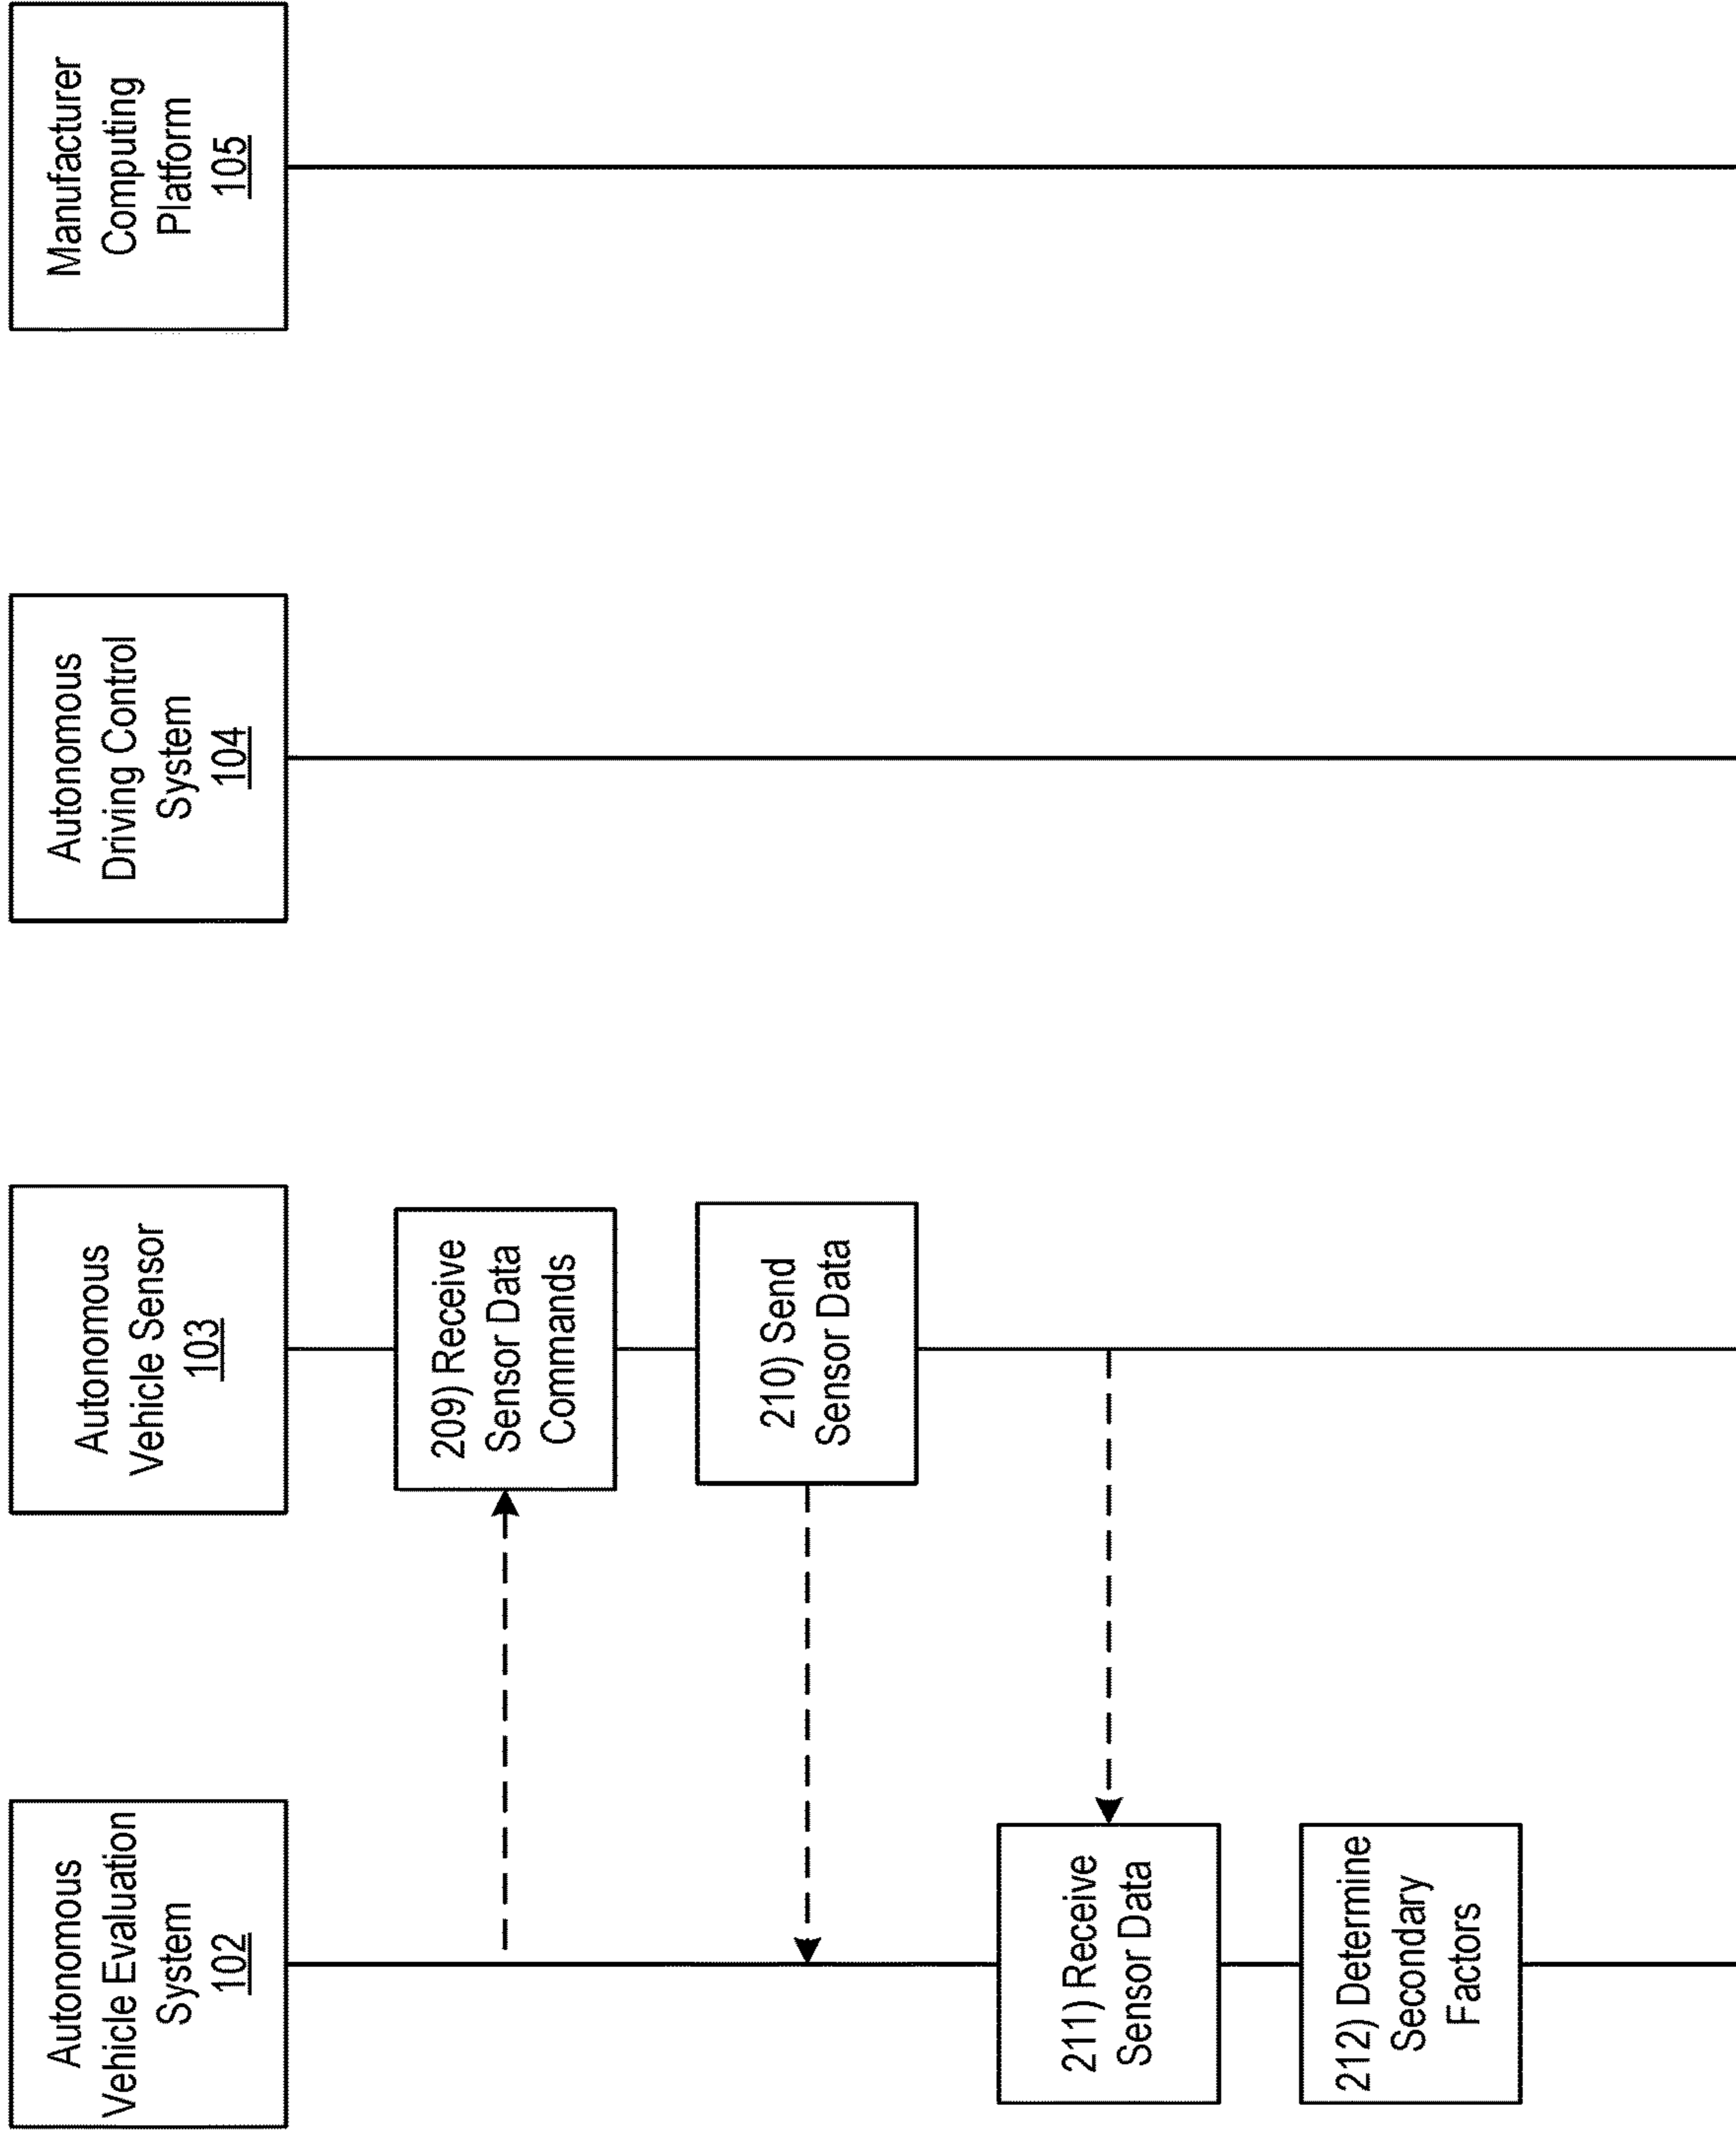 Autonomous
Vehicle Evaluation
System
102
Autonomous
Vehicle Sensor
103
Autonomous
Driving Control
System
104
Manufacturer
Computing
Platform
105
209) Receive
Sensor Data
Commands
210) Send
Sensor Data
211) Receive
Sensor Data
212) Determine
Secondary
Factors